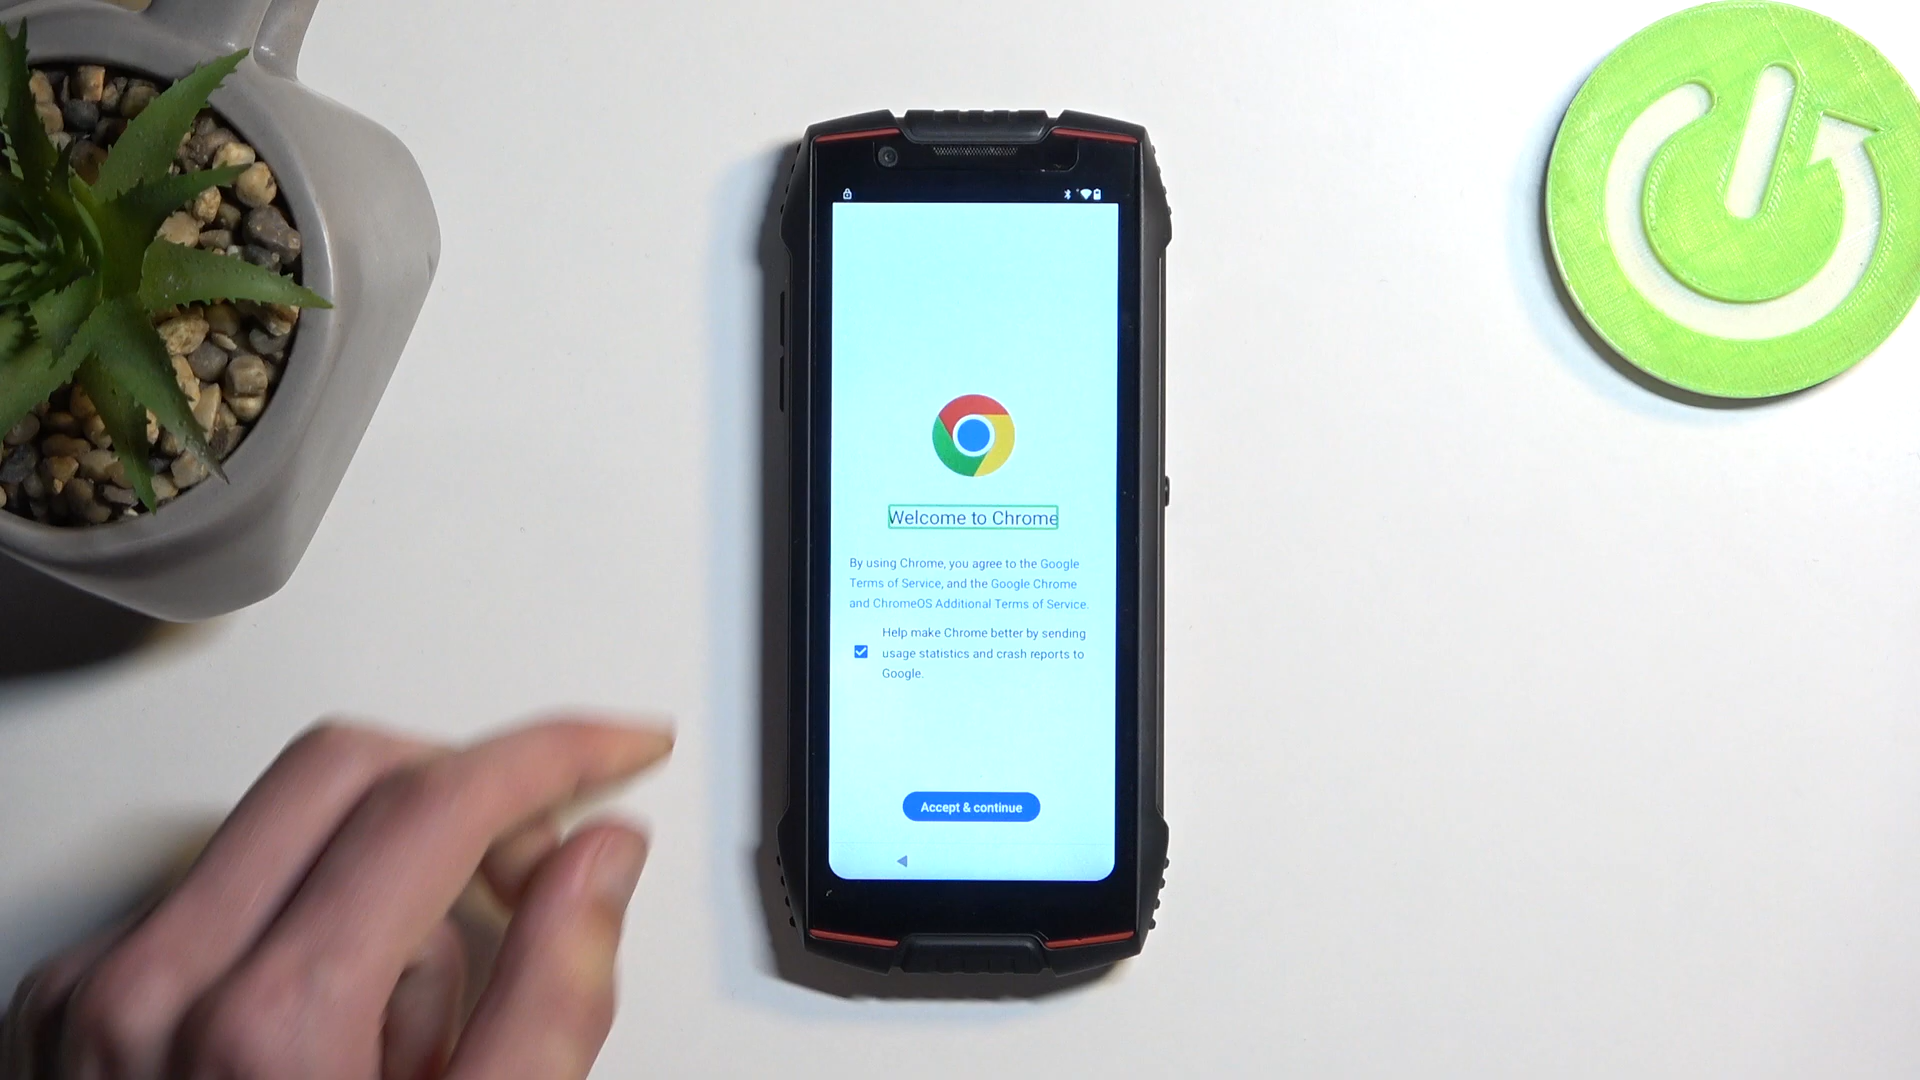 Welcome to Chrome
By using Chrome, you agree to the Google
Terms of Service, and the Google Chrome
and ChromeOS Additional Terms of Service.
Help make Chrome better by sending
usage statistics and crash reports to
Google.
Accept & continue